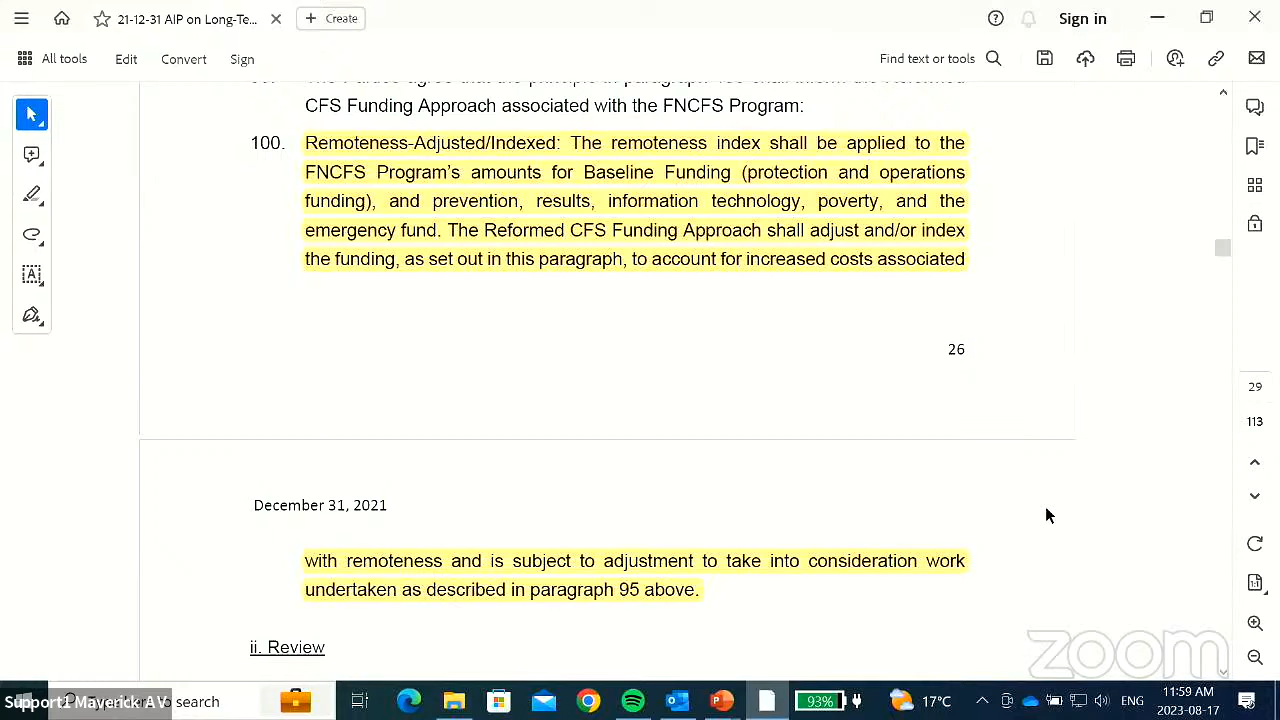 21-12-31 AIP on Long-Te...
Create
Sign in
All tools
Edit
Convert
Sign
Find text or tools
CFS Funding Approach associated with the FNCFS Program:
100. Remoteness-Adjusted/Indexed: The remoteness index shall be applied to the
FNCFS Program's amounts for Baseline Funding (protection and operations
funding), and prevention, results, information technology, poverty, and the
emergency fund. The Reformed CFS Funding Approach shall adjust and/or index
the funding, as set out in this paragraph, to account for increased costs associated
26
29
113
December 31, 2021
with remoteness and is subject to adjustment to take into consideration work
undertaken as described in paragraph 95 above.
ii. Review
zoom
Support1 Maverick AV
search
93%
17°C
ENG
11:59 AM
2023-08-17